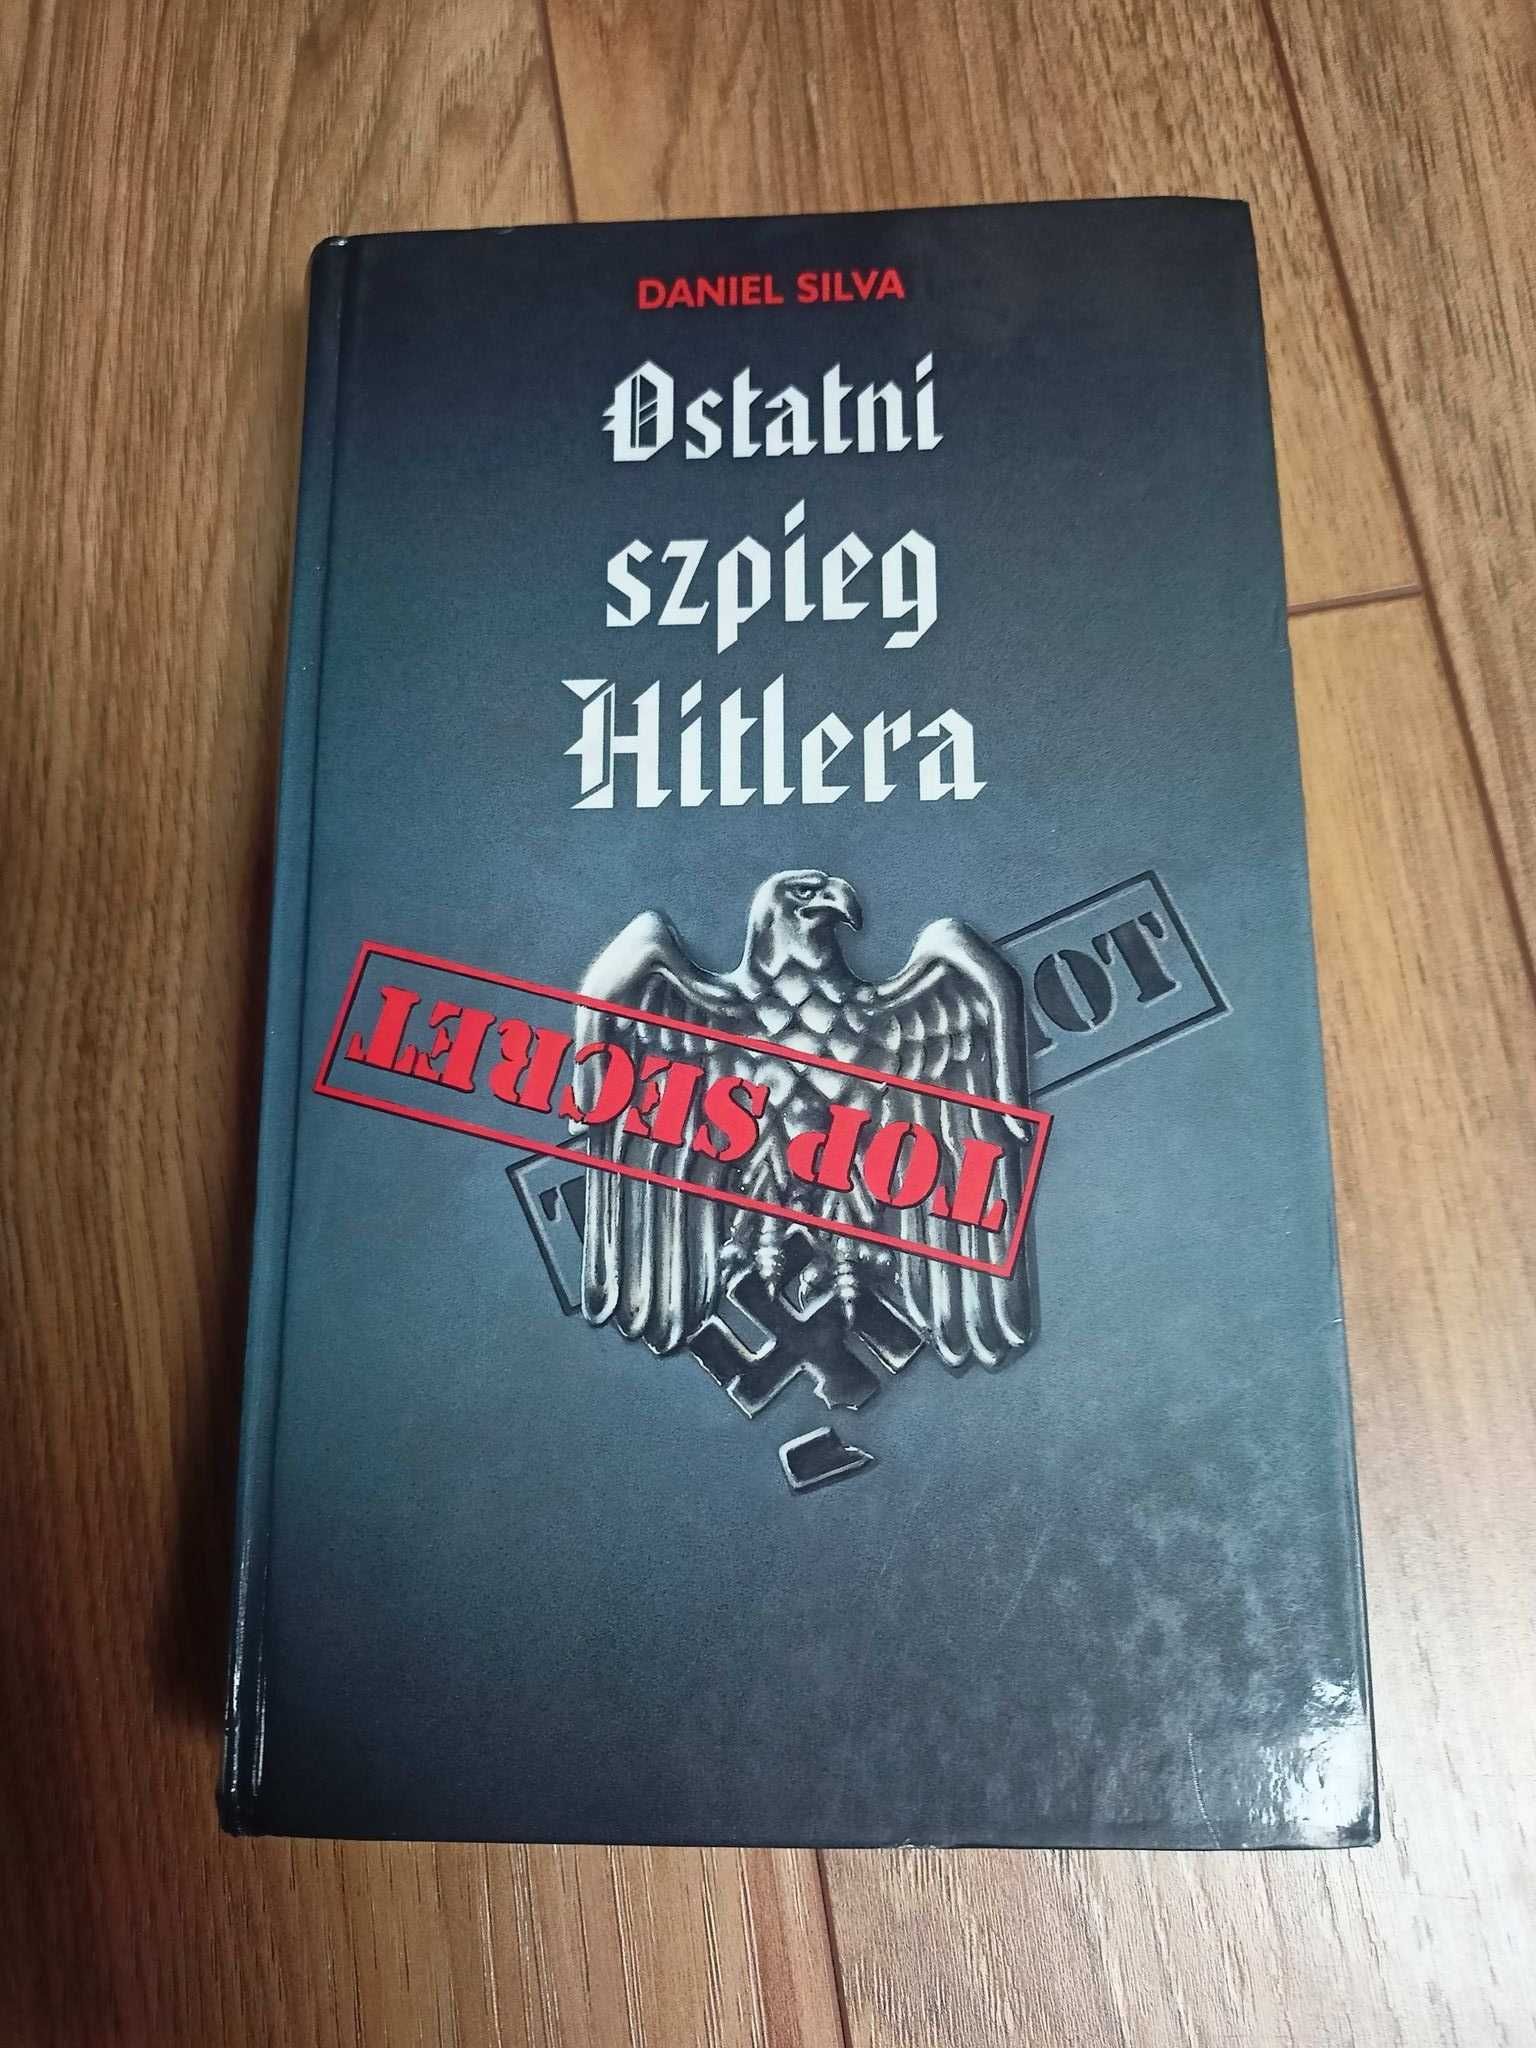 DANIEL SILVA
Ostatni
szpieg
Hitlera
TOP SECRET